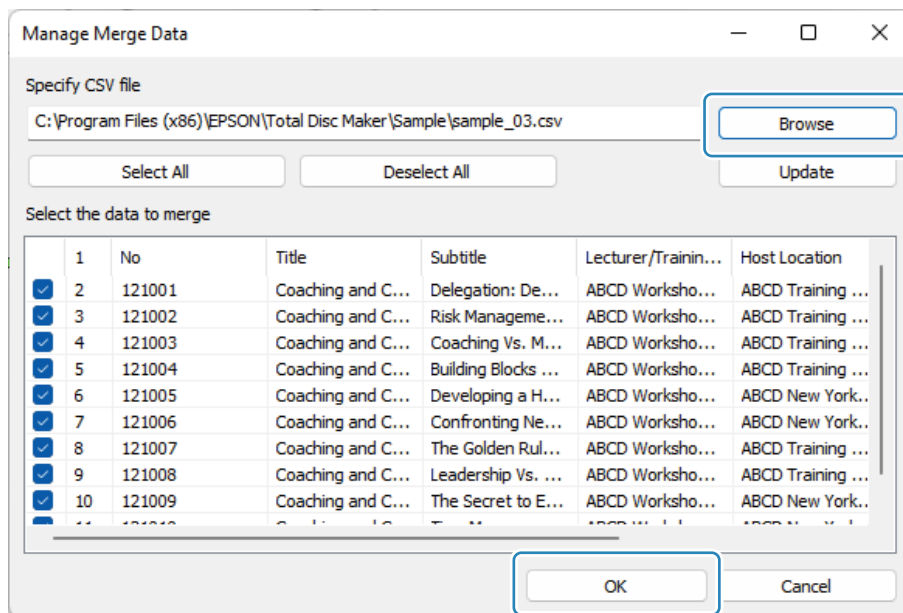 Manage Merge Data
Specify CSV file
C:\Program Files (x86)\EPSON\Total Disc Maker\Sample\sample_03.csv Browse
Select All Deselect All Update
Select the data to merge
1 No Title Subtitle Lecturer/Trainin... Host Location
2 121001 Coaching and C... Delegation: De... ABCD Worksho... ABCD Training ...
3 121002 Coaching and C... Risk Manageme... ABCD Worksho... ABCD Training ...
4 121003 Coaching and C... Coaching Vs. M... ABCD Worksho... ABCD Training ...
5 121004 Coaching and C... Building Blocks ... ABCD Worksho... ABCD Training ...
6 121005 Coaching and C... Developing a H... ABCD Worksho... ABCD New York..
7 121006 Coaching and C... Confronting Ne... ABCD Worksho... ABCD New York..
8 121007 Coaching and C... The Golden Rul... ABCD Worksho... ABCD Training ...
9 121008 Coaching and C... Leadership Vs. ... ABCD Worksho... ABCD Training ...
10 121009 Coaching and C... The Secret to E... ABCD Worksho... ABCD New York..
OK Cancel